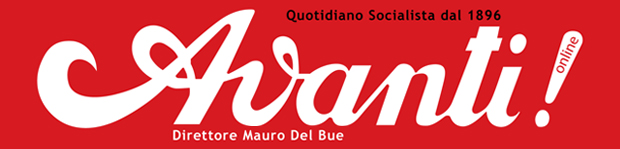 Quotidiano Socialista dal 1896
Avanti!
online
Direttore Mauro Del Bue